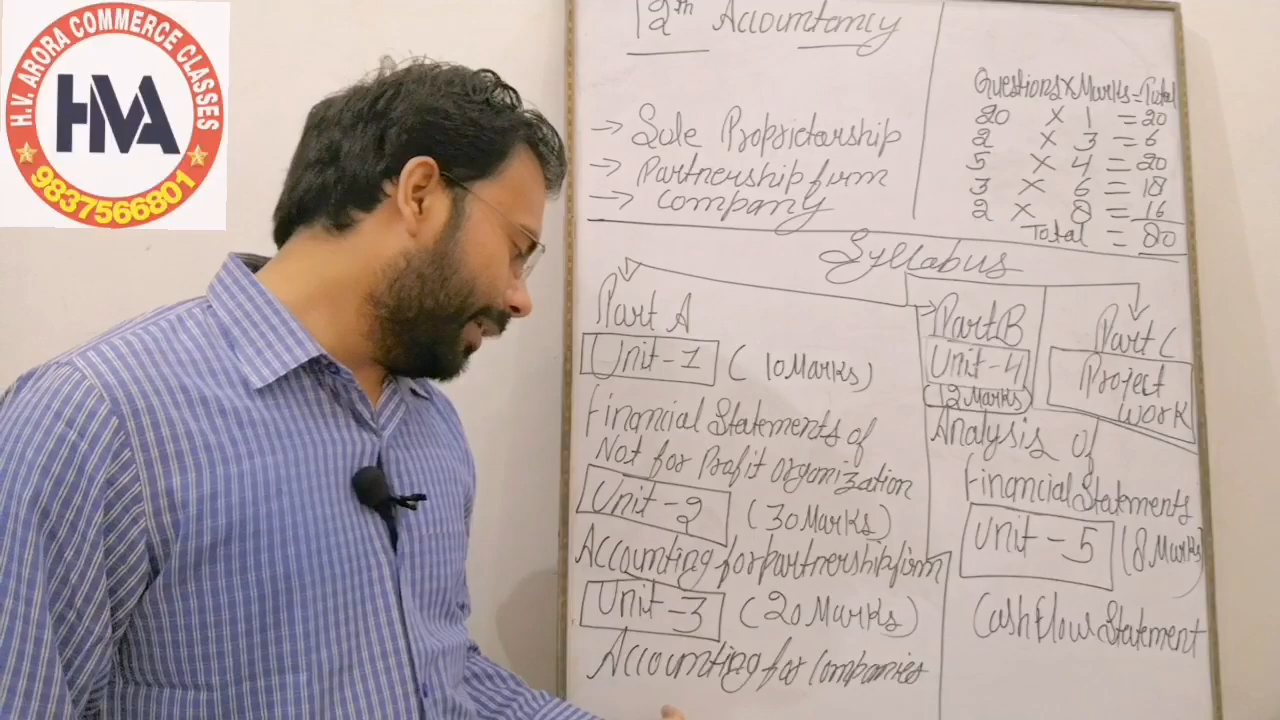 H.V. ARORA COMMERCE CLASSES
HVA
9837566801
12th Accountancy
→ Sole Proprietorship
→ Partnership firm
→ Company
Questions x Marks - Total
20 x 1 = 20
2 x 3 = 6
5 x 4 = 20
3 x 6 = 18
2 x 8 = 16
Total = 80
Syllabus
Part A
Unit-1 (10 Marks)
Financial Statements of
Not for Profit Organization
Unit-2 (30 Marks)
Accounting for partnership firm
Unit-3 (20 Marks)
Accounting for Companies
Part B
Unit-4
(12 Marks)
Analysis of
Financial Statements
Unit-5 (8 Marks)
Cash Flow Statement
Part C
Project
Work